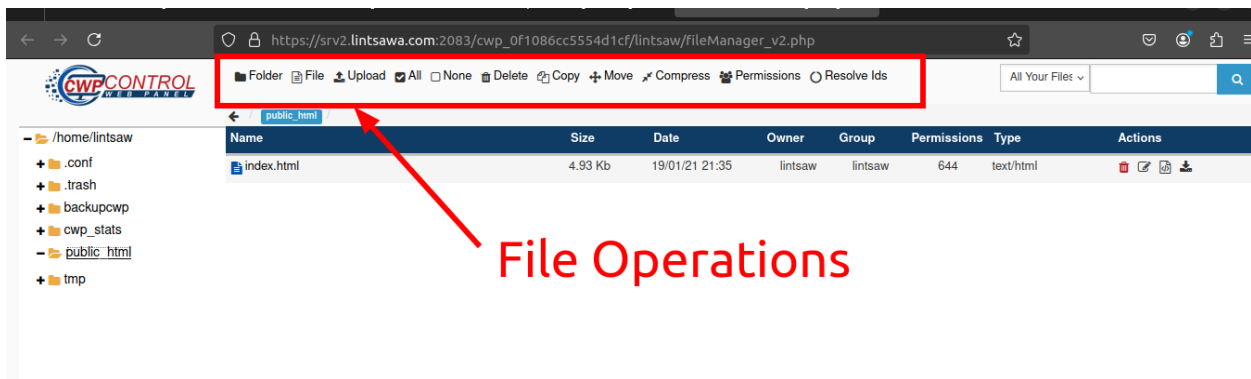 https://srv2.lintsawa.com:2083/cwp_0f1086cc5554d1cf/lintsaw/fileManager_v2.php
CWP CONTROL
WEB PANEL
Folder File Upload All None Delete Copy Move Compress Permissions Resolve Ids
All Your Files
/ public_html /
/home/lintsaw
.conf
.trash
backupcwp
cwp_stats
public_html
tmp
Name Size Date Owner Group Permissions Type Actions
index.html 4.93 Kb 19/01/21 21:35 lintsaw lintsaw 644 text/html
File Operations